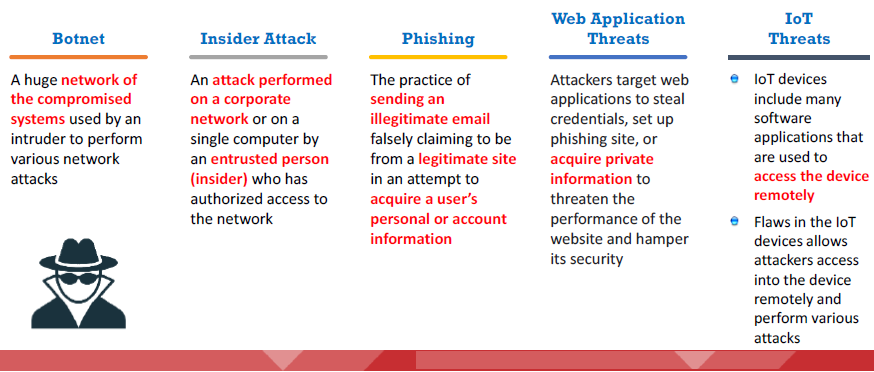 Botnet
A huge network of
the compromised
systems used by an
intruder to perform
various network
attacks
Insider Attack
An attack performed
on a corporate
network or on a
single computer by
an entrusted person
(insider) who has
authorized access to
the network
Phishing
The practice of
sending an
illegitimate email
falsely claiming to be
from a legitimate site
in an attempt to
acquire a user's
personal or account
information
Web Application
Threats
Attackers target web
applications to steal
credentials, set up
phishing site, or
acquire private
information to
threaten the
performance of the
website and hamper
its security
IoT
Threats
IoT devices
include many
software
applications that
are used to
access the device
remotely
Flaws in the IoT
devices allows
attackers access
into the device
remotely and
perform various
attacks